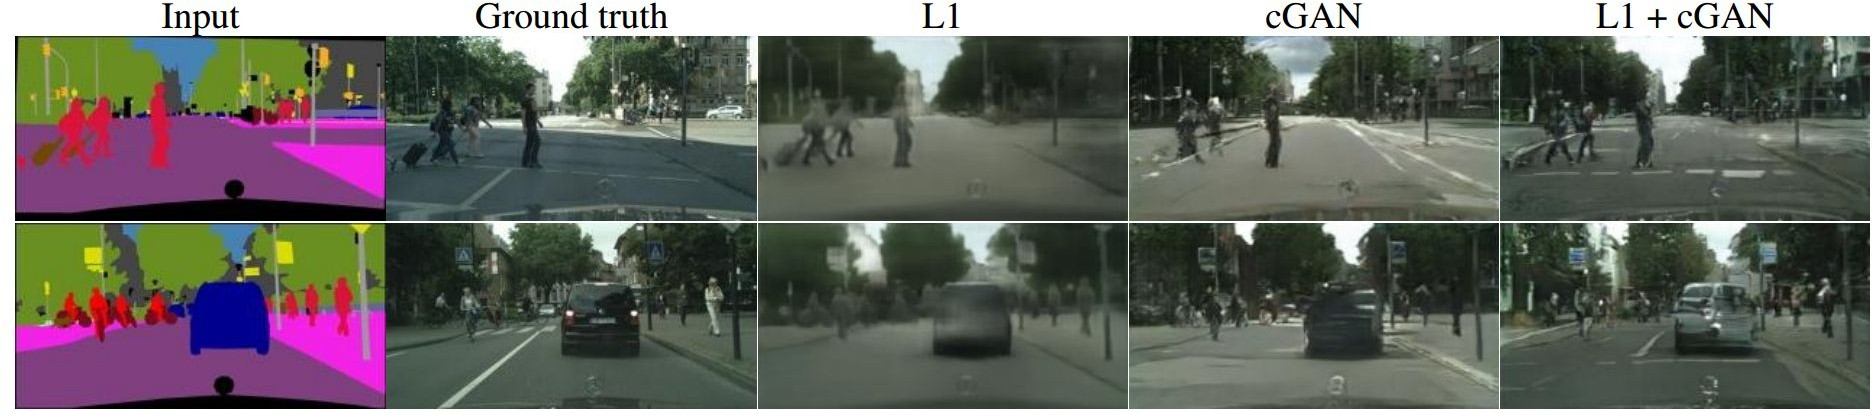 Input Ground truth L1 cGAN L1 + cGAN